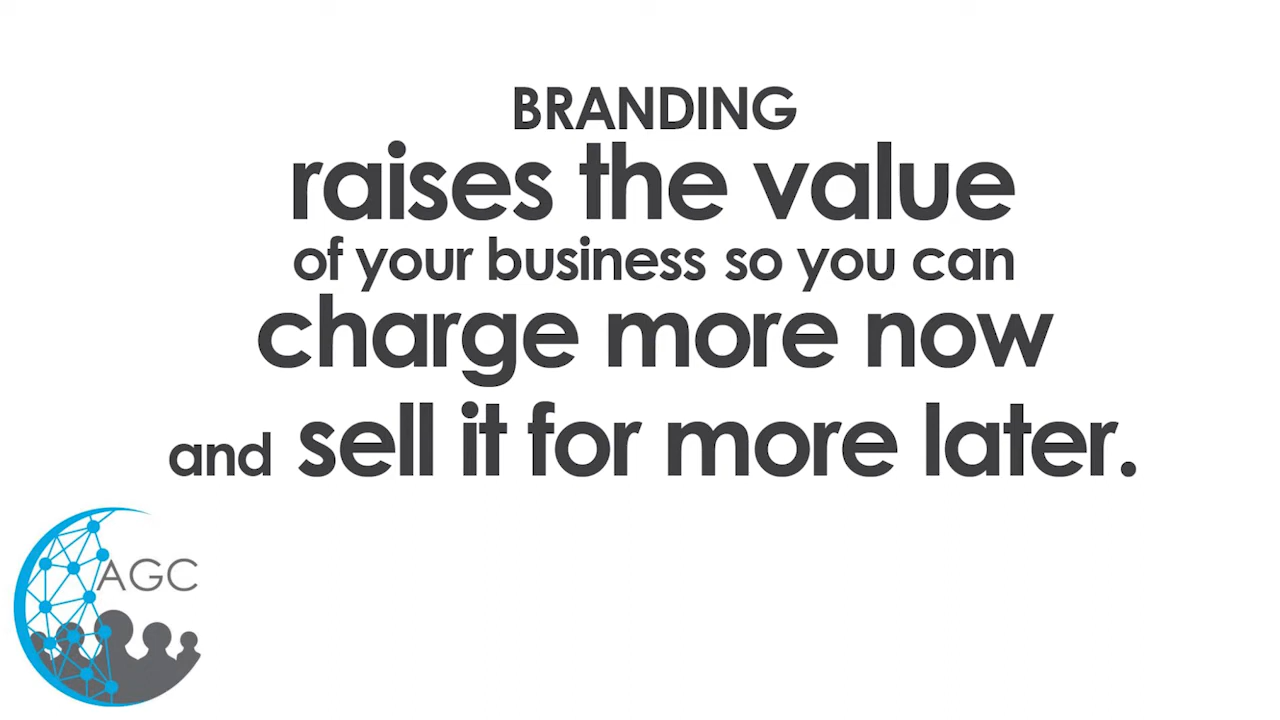 BRANDING
raises the value
of your business so you can
charge more now
and sell it for more later.
AGC